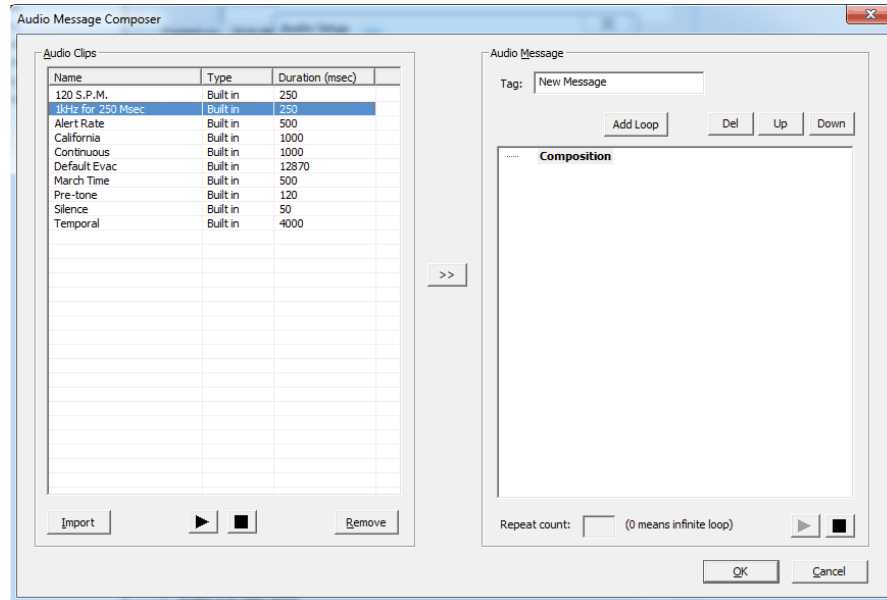 Audio Message Composer
Audio Clips
Name Type Duration (msec)
120 S.P.M. Built in 250
1kHz for 250 Msec Built in 250
Alert Rate Built in 500
California Built in 1000
Continuous Built in 1000
Default Evac Built in 12870
March Time Built in 500
Pre-tone Built in 120
Silence Built in 50
Temporal Built in 4000
Import
Remove
>>
Audio Message
Tag: New Message
Add Loop Del Up Down
Composition
Repeat count: (0 means infinite loop)
OK Cancel